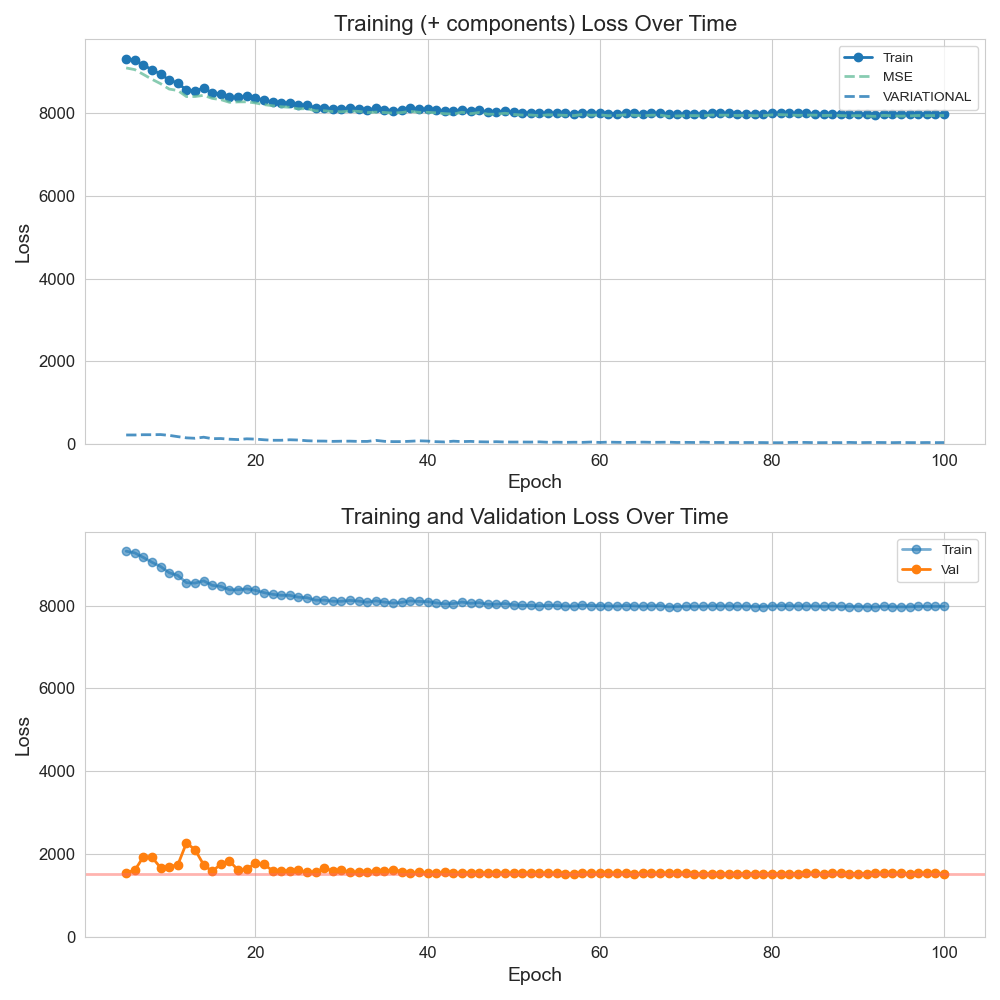 Training (+ components) Loss Over Time
Train
MSE
VARIATIONAL
8000
6000
4000
2000
0
Loss
20 40 60 80 100
Epoch
Training and Validation Loss Over Time
Train
Val
8000
6000
4000
2000
0
Loss
20 40 60 80 100
Epoch